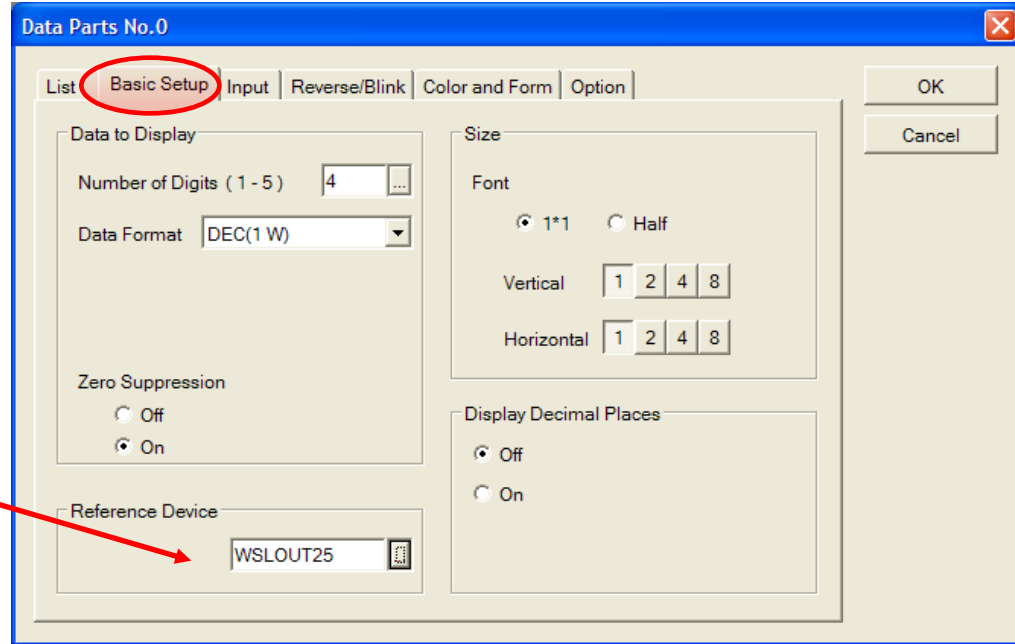 Data Parts No.0
List Basic Setup Input Reverse/Blink Color and Form Option
OK
Cancel
Data to Display
Number of Digits ( 1 - 5 ) 4 ...
Data Format DEC(1 W)
Zero Suppression
Off
On
Reference Device
WSLOUT25
Size
Font
1*1 Half
Vertical 1 2 4 8
Horizontal 1 2 4 8
Display Decimal Places
Off
On